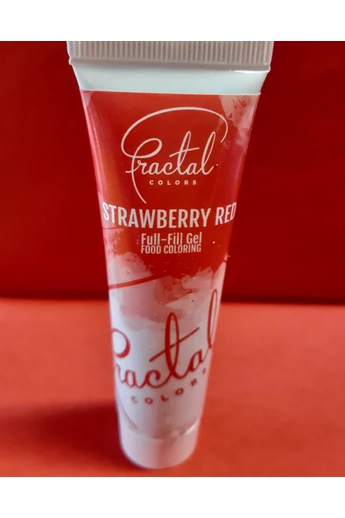 Fractal
COLORS
STRAWBERRY RED
Full-Fill Gel
FOOD COLORING
Fractal
COLORS